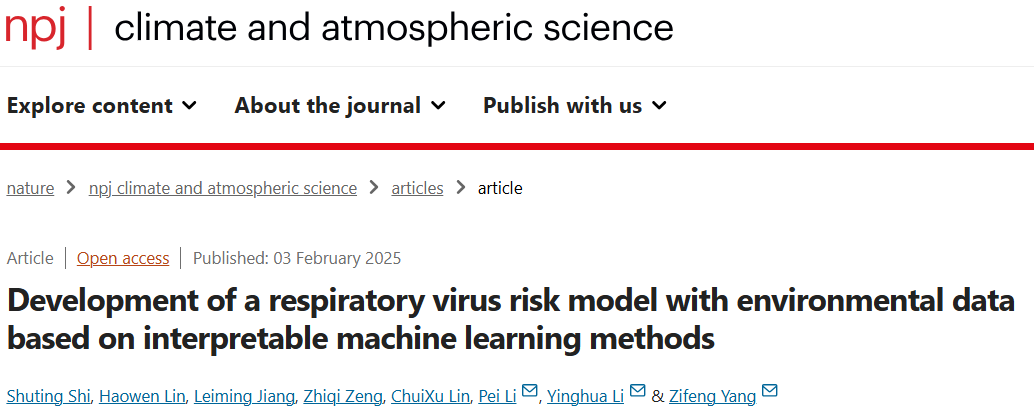 npj | climate and atmospheric science
Explore content About the journal Publish with us
nature > npj climate and atmospheric science > articles > article
Article | Open access | Published: 03 February 2025
Development of a respiratory virus risk model with environmental data
based on interpretable machine learning methods
Shuting Shi, Haowen Lin, Leiming Jiang, Zhiqi Zeng, ChuiXu Lin, Pei Li, Yinghua Li & Zifeng Yang